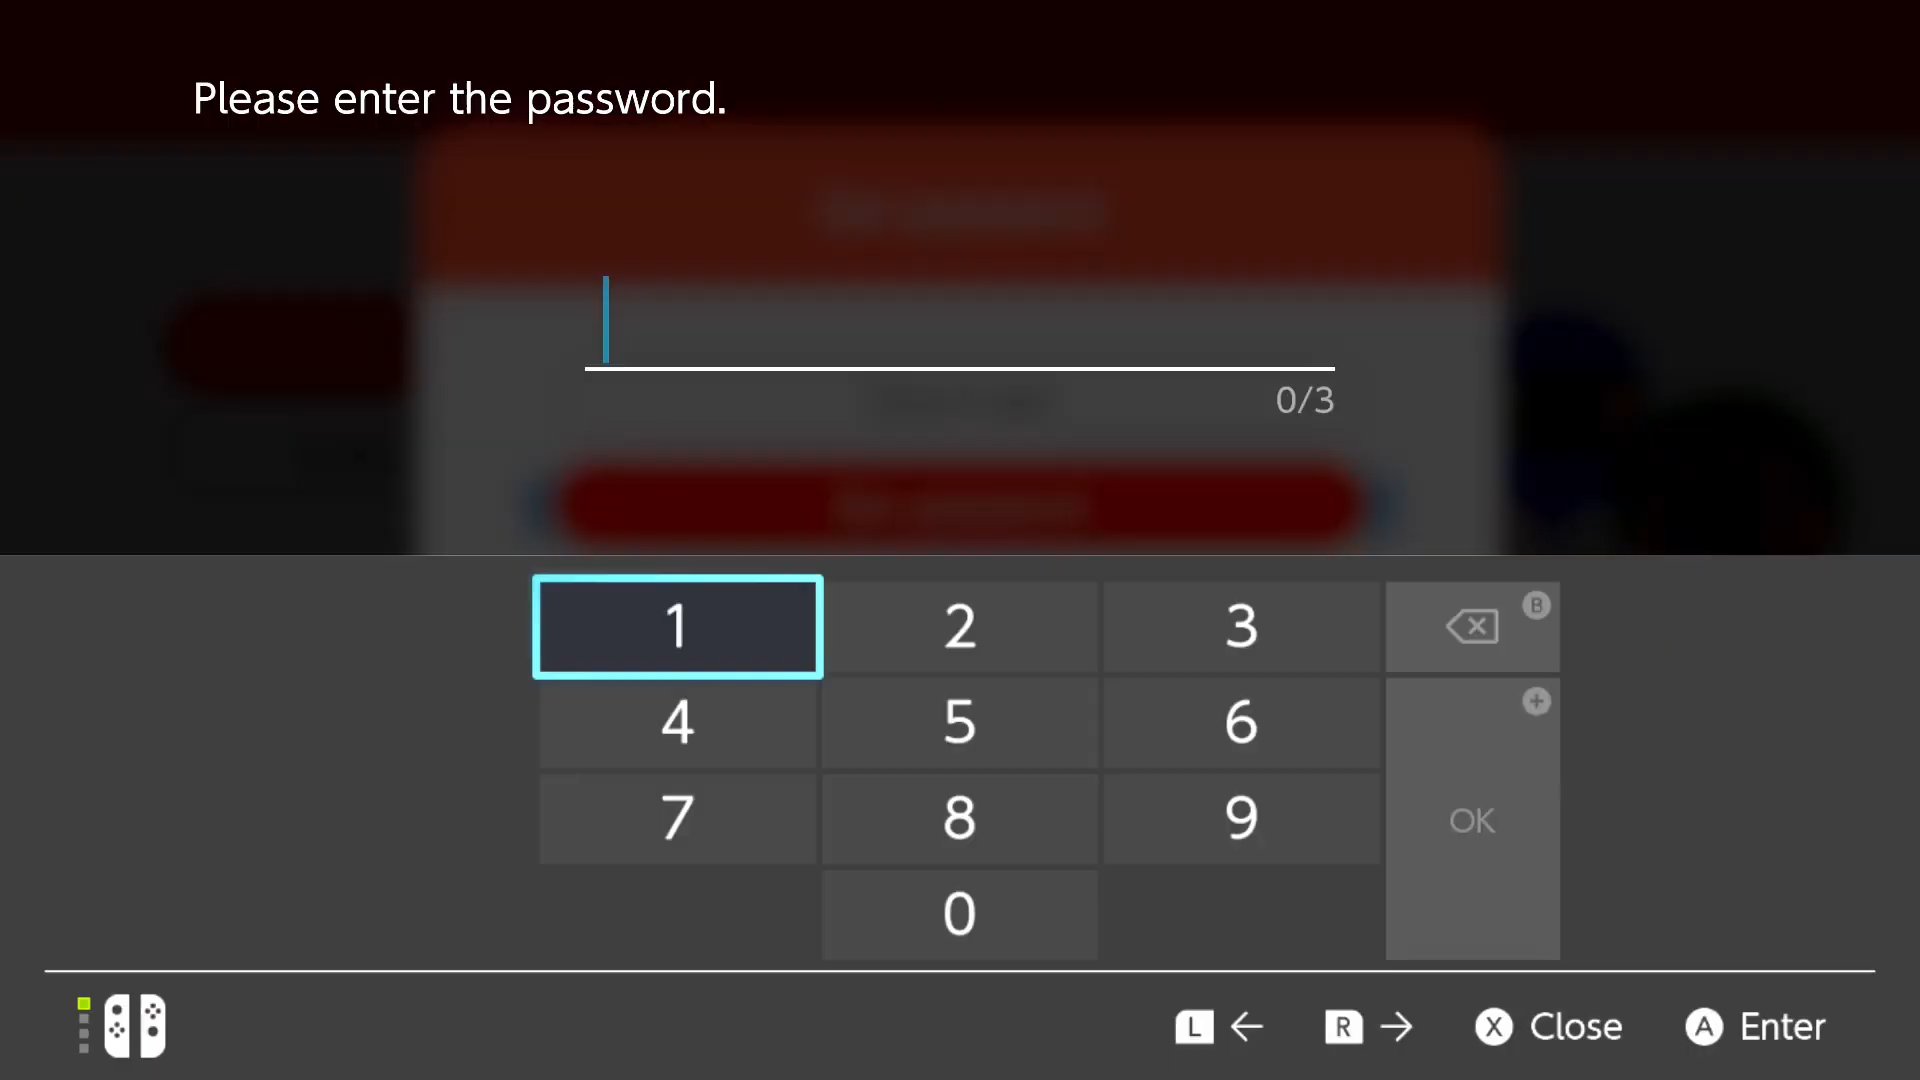 Please enter the password.
0/3
1 2 3 B
4 5 6 +
7 8 9 OK
0
L ← R → X Close A Enter